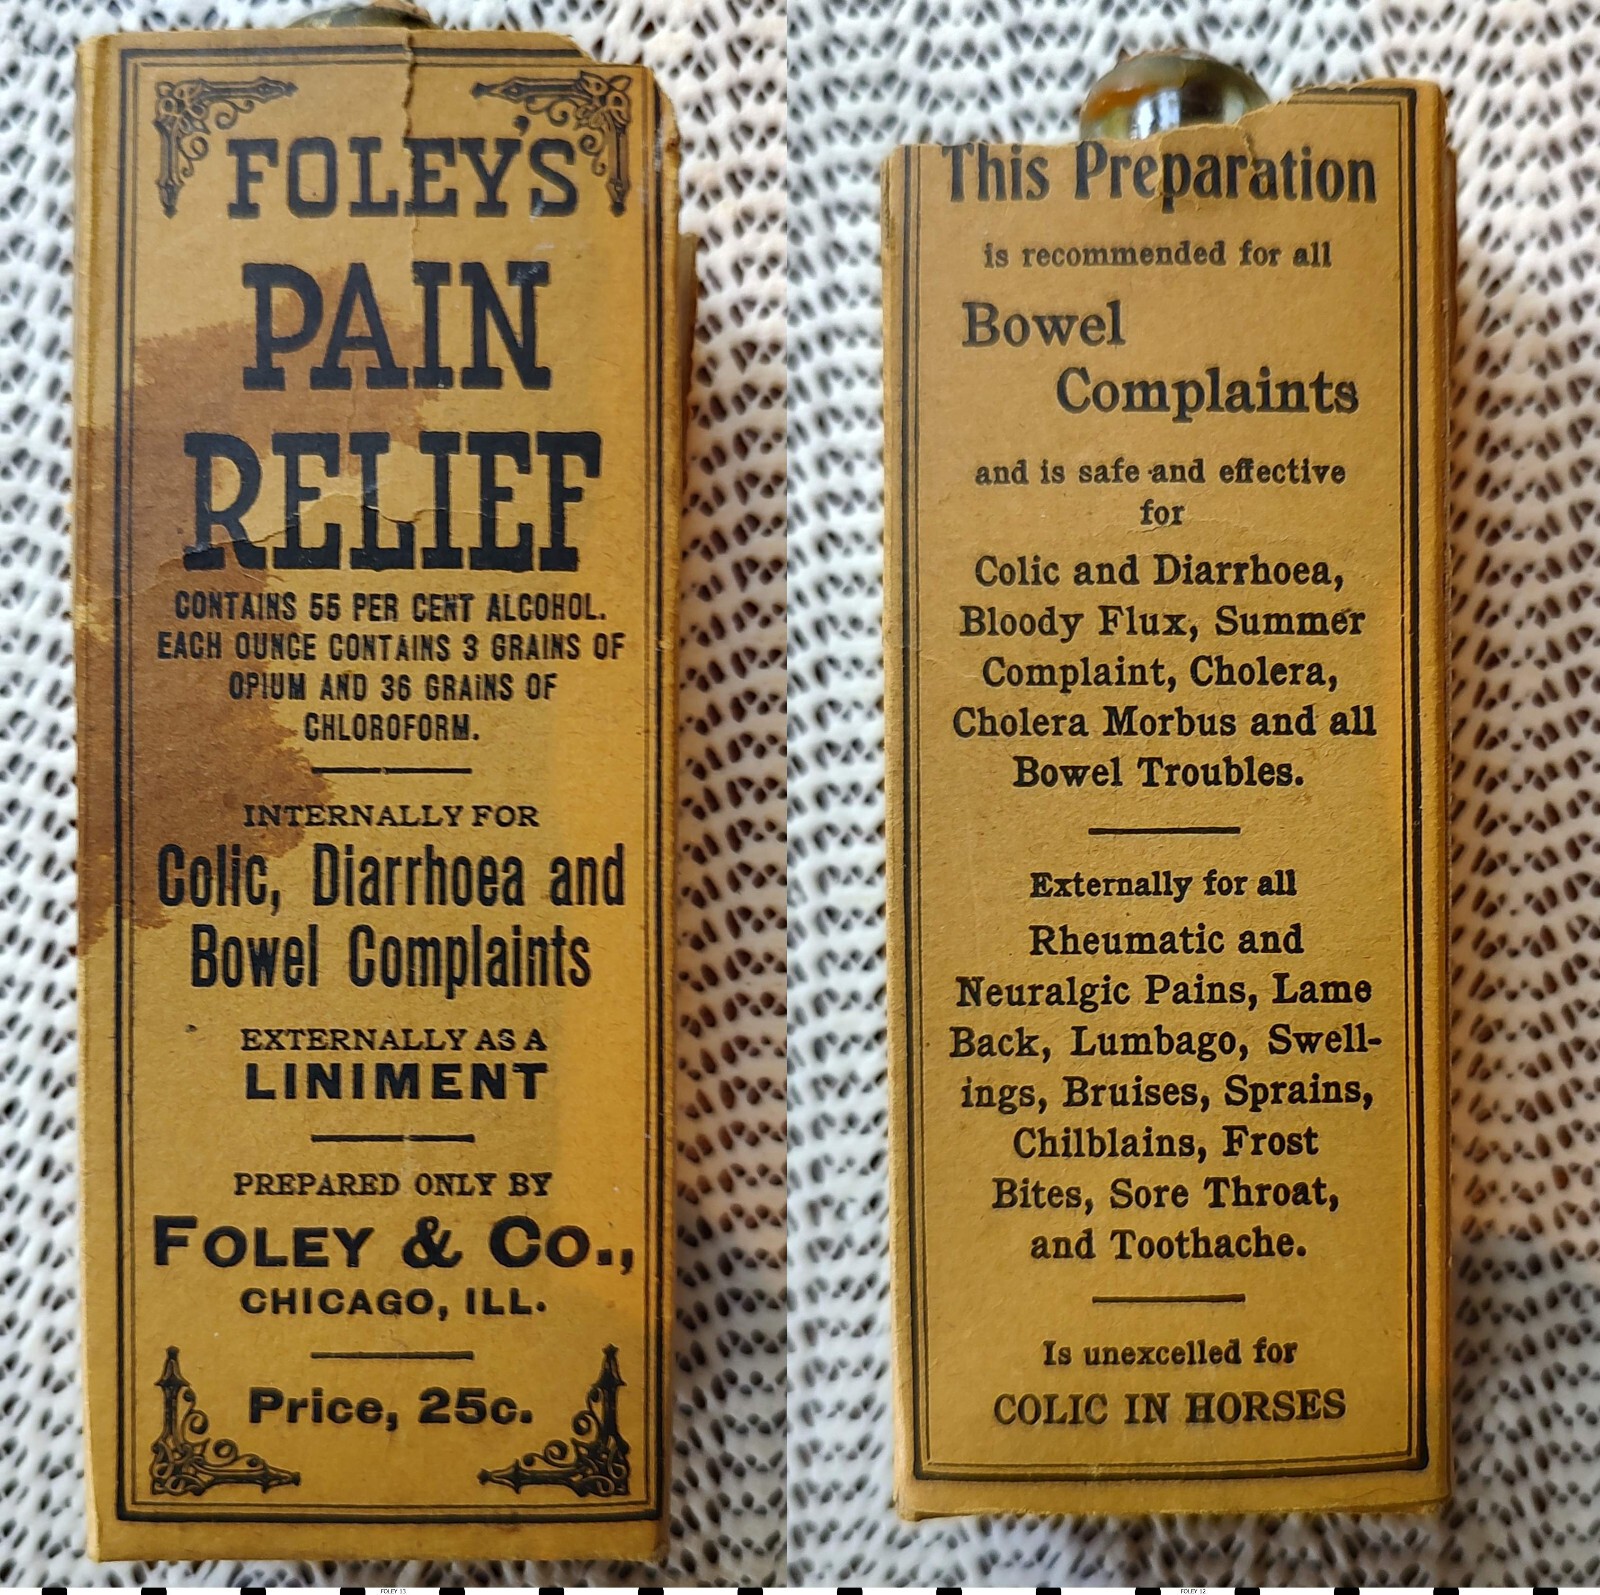 FOLEY'S
PAIN
RELIEF
CONTAINS 55 PER CENT ALCOHOL.
EACH OUNCE CONTAINS 3 GRAINS OF
OPIUM AND 36 GRAINS OF
CHLOROFORM.
INTERNALLY FOR
Colic, Diarrhoea and
Bowel Complaints
EXTERNALLY AS A
LINIMENT
PREPARED ONLY BY
FOLEY & CO.,
CHICAGO, ILL.
Price, 25c.
FOLEY 13
This Preparation
is recommended for all
Bowel
Complaints
and is safe and effective
for
Colic and Diarrhoea,
Bloody Flux, Summer
Complaint, Cholera,
Cholera Morbus and all
Bowel Troubles.
Externally for all
Rheumatic and
Neuralgic Pains, Lame
Back, Lumbago, Swell-
ings, Bruises, Sprains,
Chilblains, Frost
Bites, Sore Throat,
and Toothache.
Is unexcelled for
COLIC IN HORSES
FOLEY 12